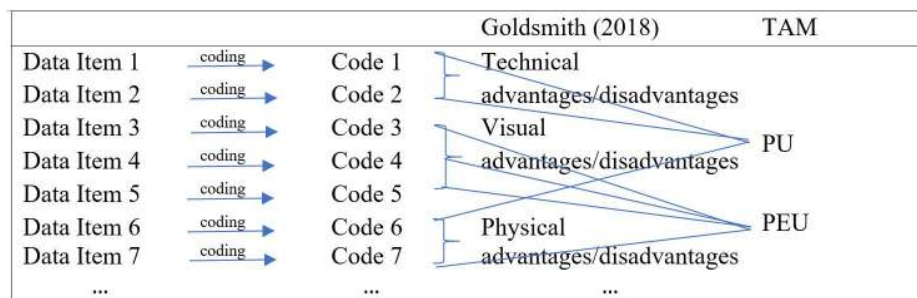 Goldsmith (2018) TAM
Data Item 1 coding Code 1 Technical
Data Item 2 coding Code 2 advantages/disadvantages
Data Item 3 coding Code 3 Visual
PU
Data Item 4 coding Code 4 advantages/disadvantages
Data Item 5 coding Code 5
Data Item 6 coding Code 6 Physical PEU
Data Item 7 coding Code 7 advantages/disadvantages
... ... ...